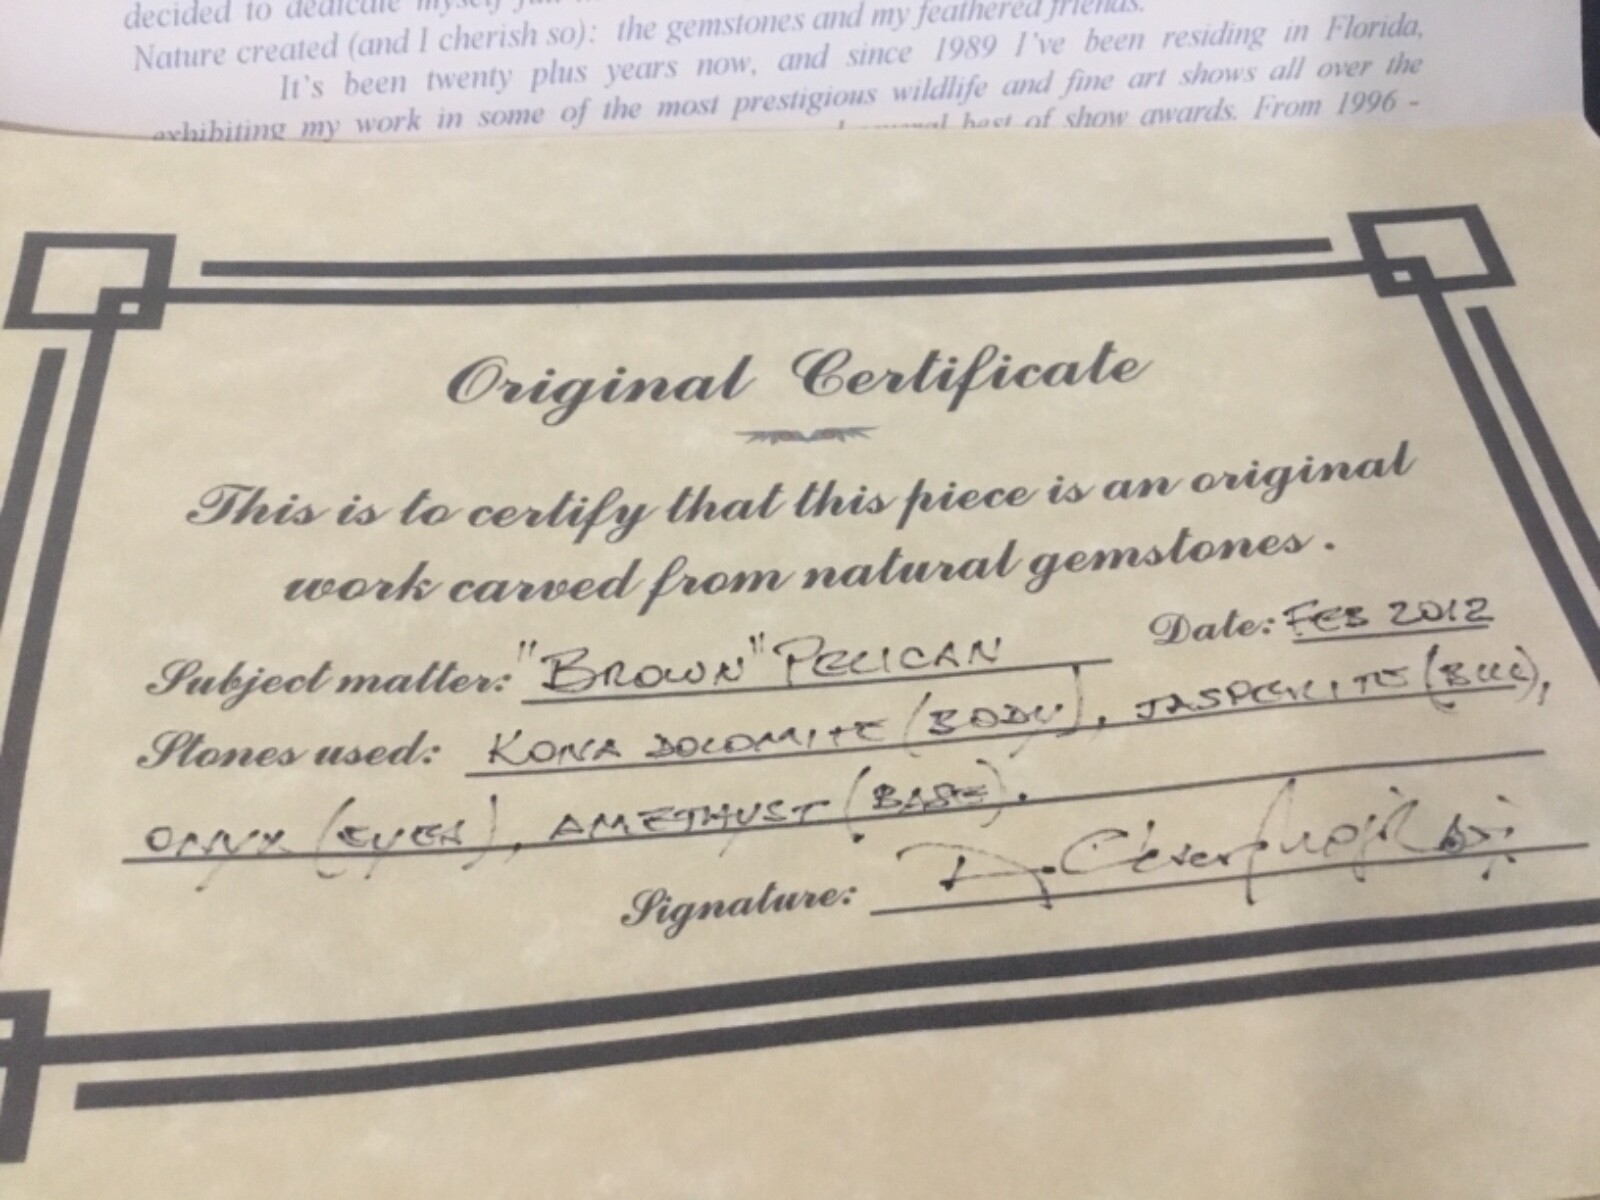 decided to dedicate myself
Nature created (and I cherish so): the gemstones and my feathered friends.
It's been twenty plus years now, and since 1989 I've been residing in Florida,
exhibiting my work in some of the most prestigious wildlife and fine art shows all over the
best of show awards. From 1996 -
Original Certificate
This is to certify that this piece is an original
work carved from natural gemstones.
Date: FEB 2012
Subject matter: "BROWN" PELICAN
Stones used: KONA DOLOMITE (BODY), JASPERLITE (BILL),
ONYX (EYES), AMETHYST (BASE).
Signature: